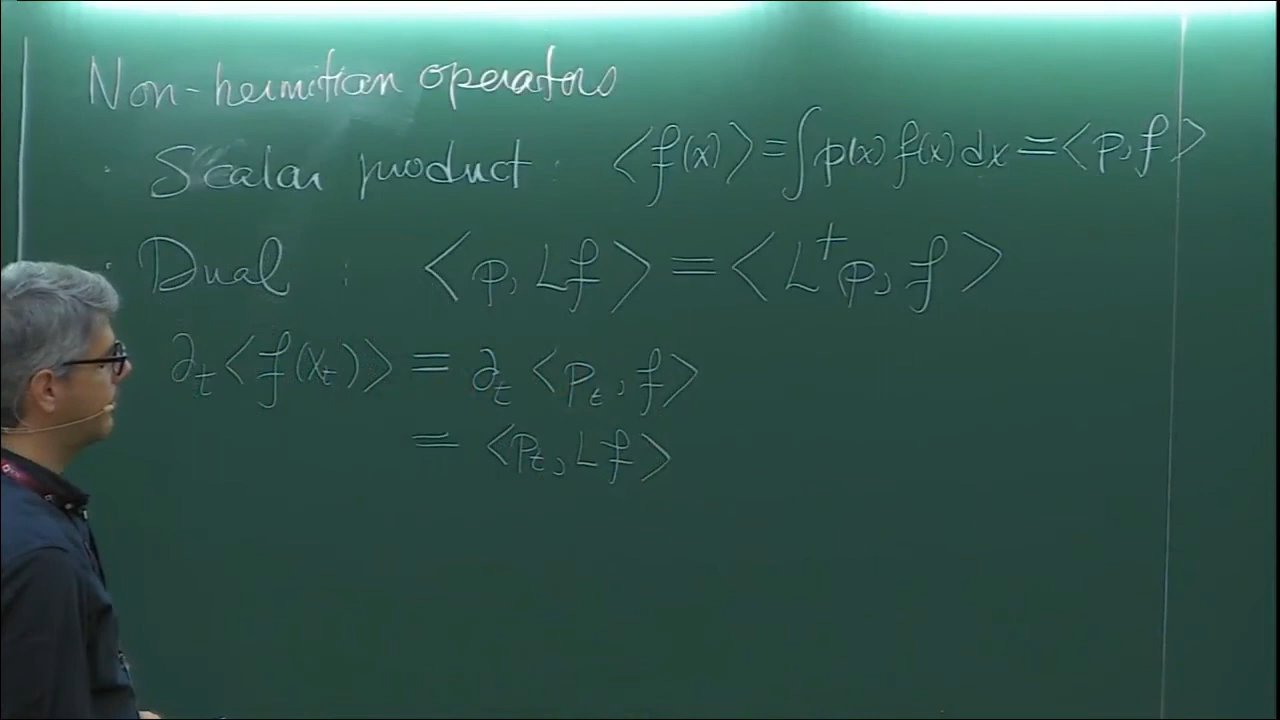 Non-hermitian operators
· Scalar product : <f(x)> = ∫ p(x) f(x) dx = <p, f>
· Dual : <p, Lf> = <L†p, f>
∂ₜ<f(Xₜ)> = ∂ₜ <pₜ, f>
= <pₜ, Lf>